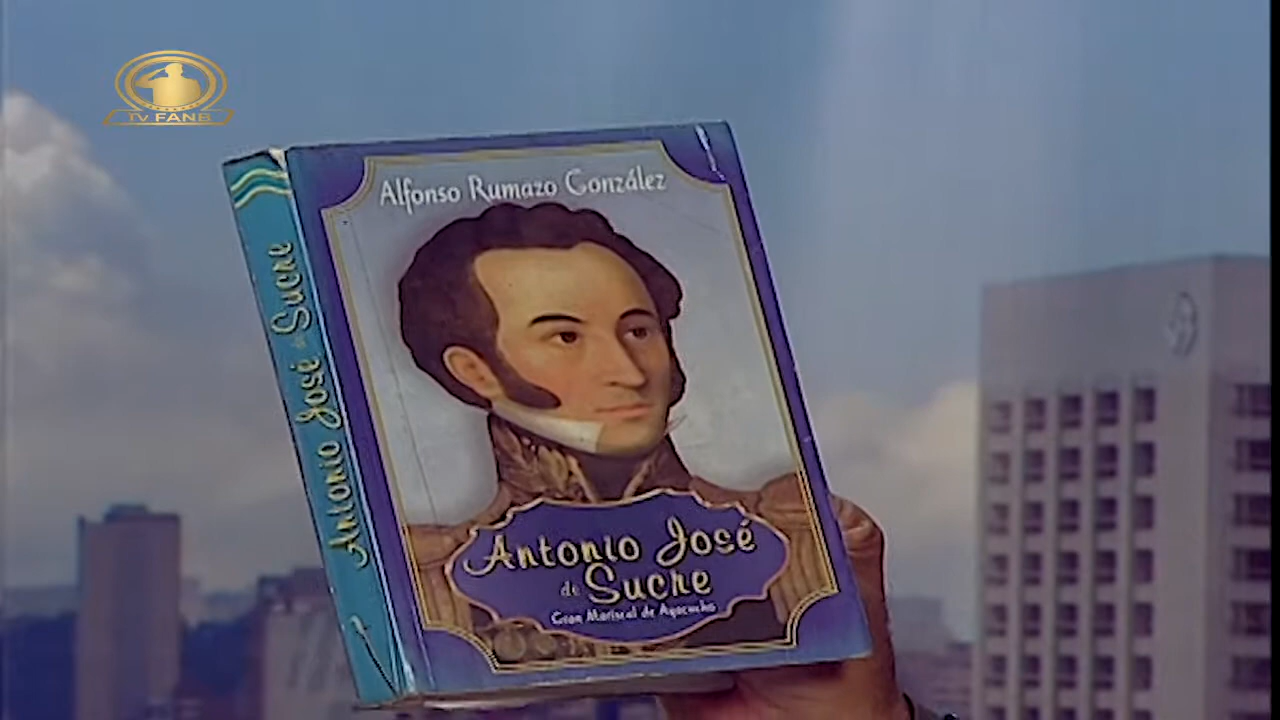 TV FANB
Alfonso Rumazo González
Antonio José de Sucre
Antonio José
de Sucre
Gran Mariscal de Ayacucho